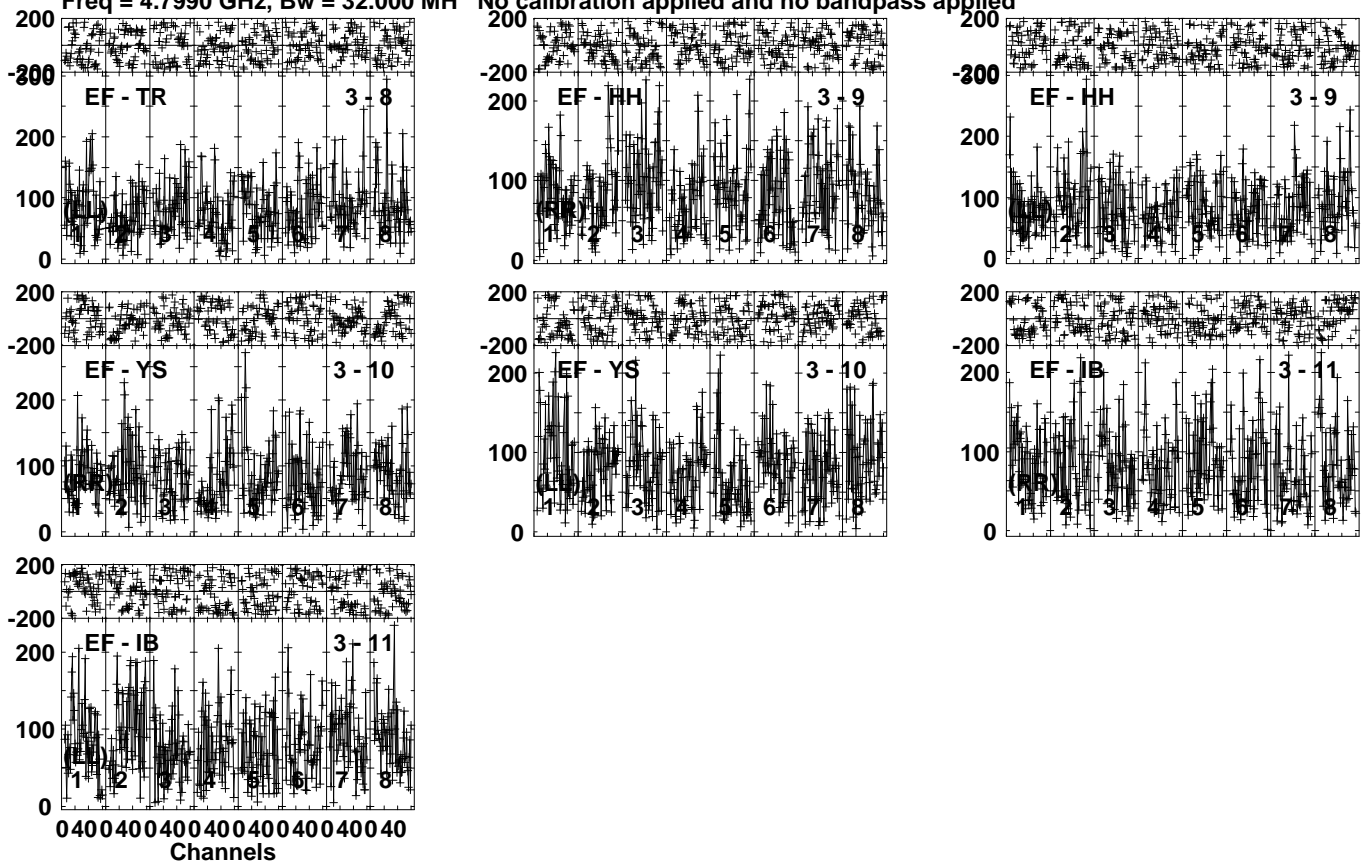 Freq = 4.7990 GHz, Bw = 32.000 MH No calibration applied and no bandpass applied
200
-200
300
EF - TR 3 - 8
200
100
(LL)
1 2 3 4 5 6 7 8
0
200
-200
EF - HH 3 - 9
200
100
(RR)
1 2 3 4 5 6 7 8
0
200
-200
300
EF - HH 3 - 9
200
100
(LL)
1 2 3 4 5 6 7 8
0
200
-200
EF - YS 3 - 10
200
100
(RR)
1 2 3 4 5 6 7 8
0
200
-200
EF - YS 3 - 10
200
100
(LL)
1 2 3 4 5 6 7 8
0
200
-200
EF - IB 3 - 11
200
100
(RR)
1 2 3 4 5 6 7 8
0
200
-200
EF - IB 3 - 11
200
100
(LL)
1 2 3 4 5 6 7 8
0
0 40 0 40 0 40 0 40 0 40 0 40 0 40 0 40
Channels